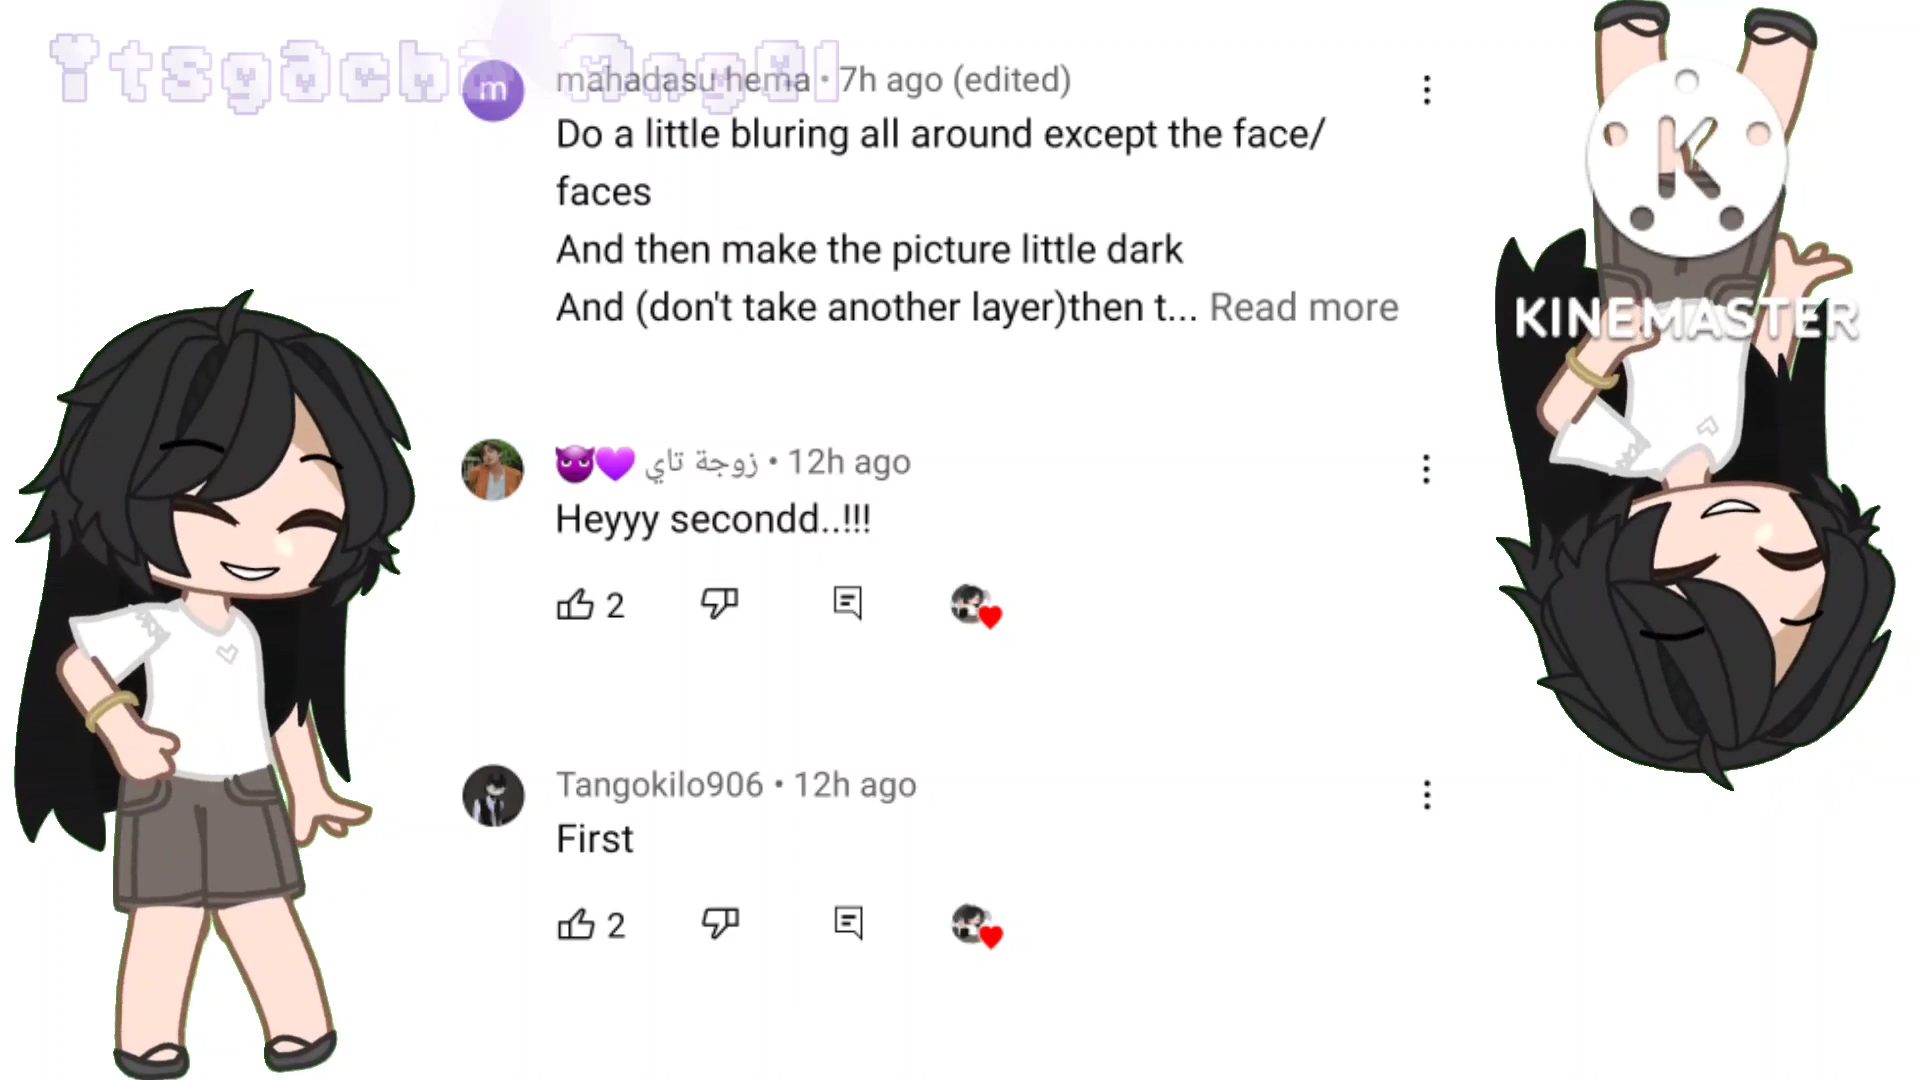 Ytsgacha Angel
m
mahadasu hema • 7h ago (edited)
Do a little bluring all around except the face/
faces
And then make the picture little dark
And (don't take another layer)then t... Read more
K
KINEMASTER
😈💜 زوجة تاي • 12h ago
Heyyy secondd..!!!
2
Tangokilo906 • 12h ago
First
2